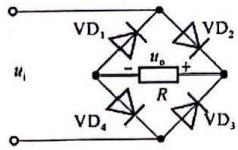 VD₁
VD₂
uᵢ
− uₒ +
R
VD₄
VD₃